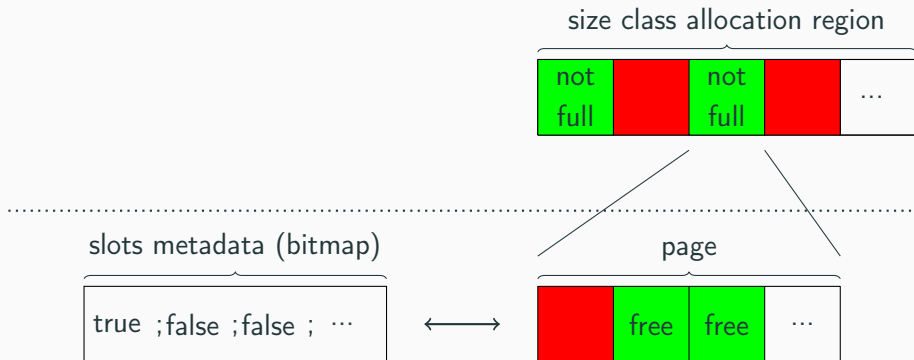 size class allocation region
not
full
not
full
...
slots metadata (bitmap)
page
true ;false ;false ; ...
free
free
...